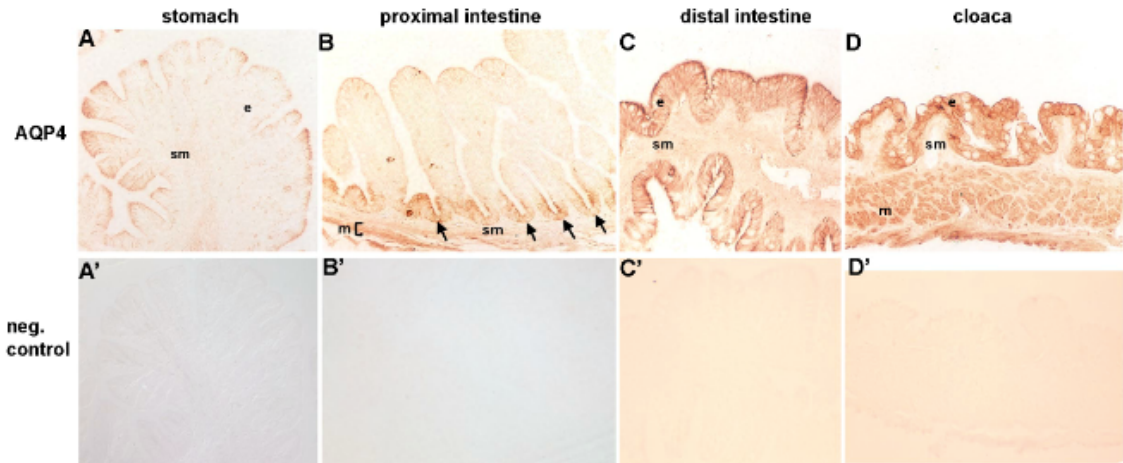 stomach proximal intestine distal intestine cloaca
A B C D
AQP4
e e e
sm sm sm
e
m sm m
A' B' C' D'
neg.
control